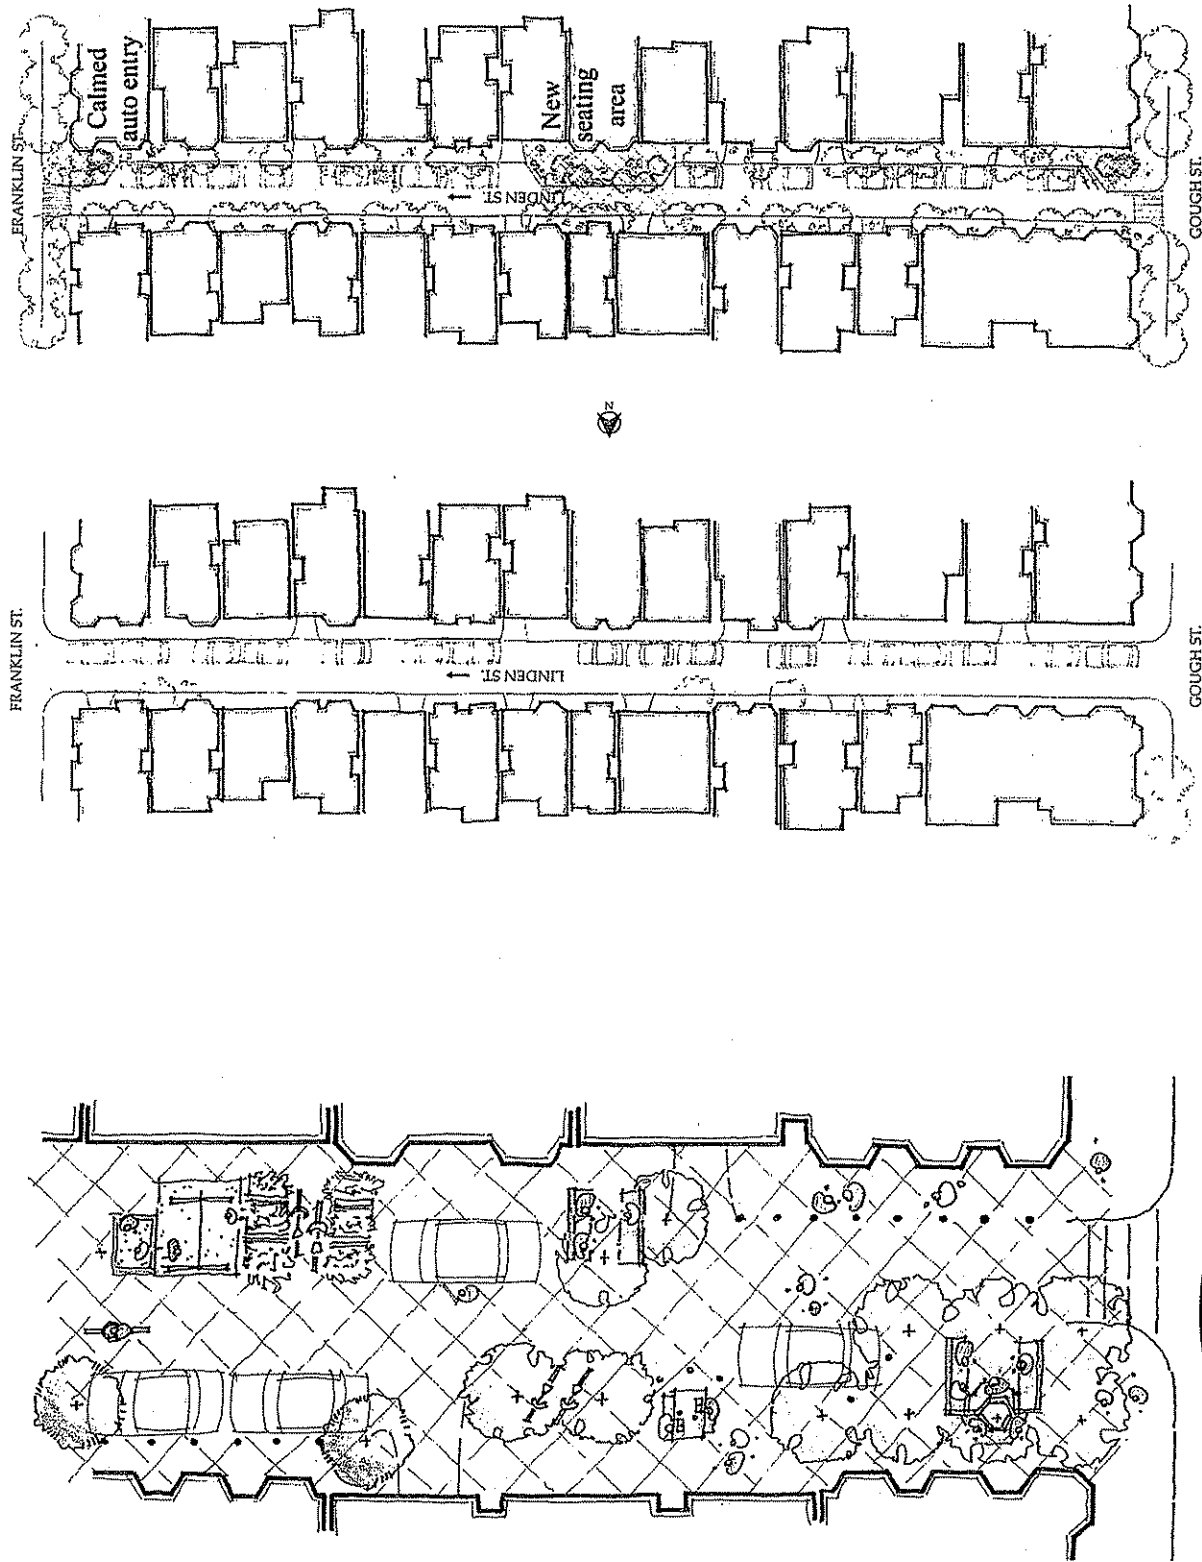 FRANKLIN ST.
Calmed
auto entry
New
seating
area
LINDEN ST.
GOUGH ST.
N
FRANKLIN ST.
LINDEN ST.
GOUGH ST.